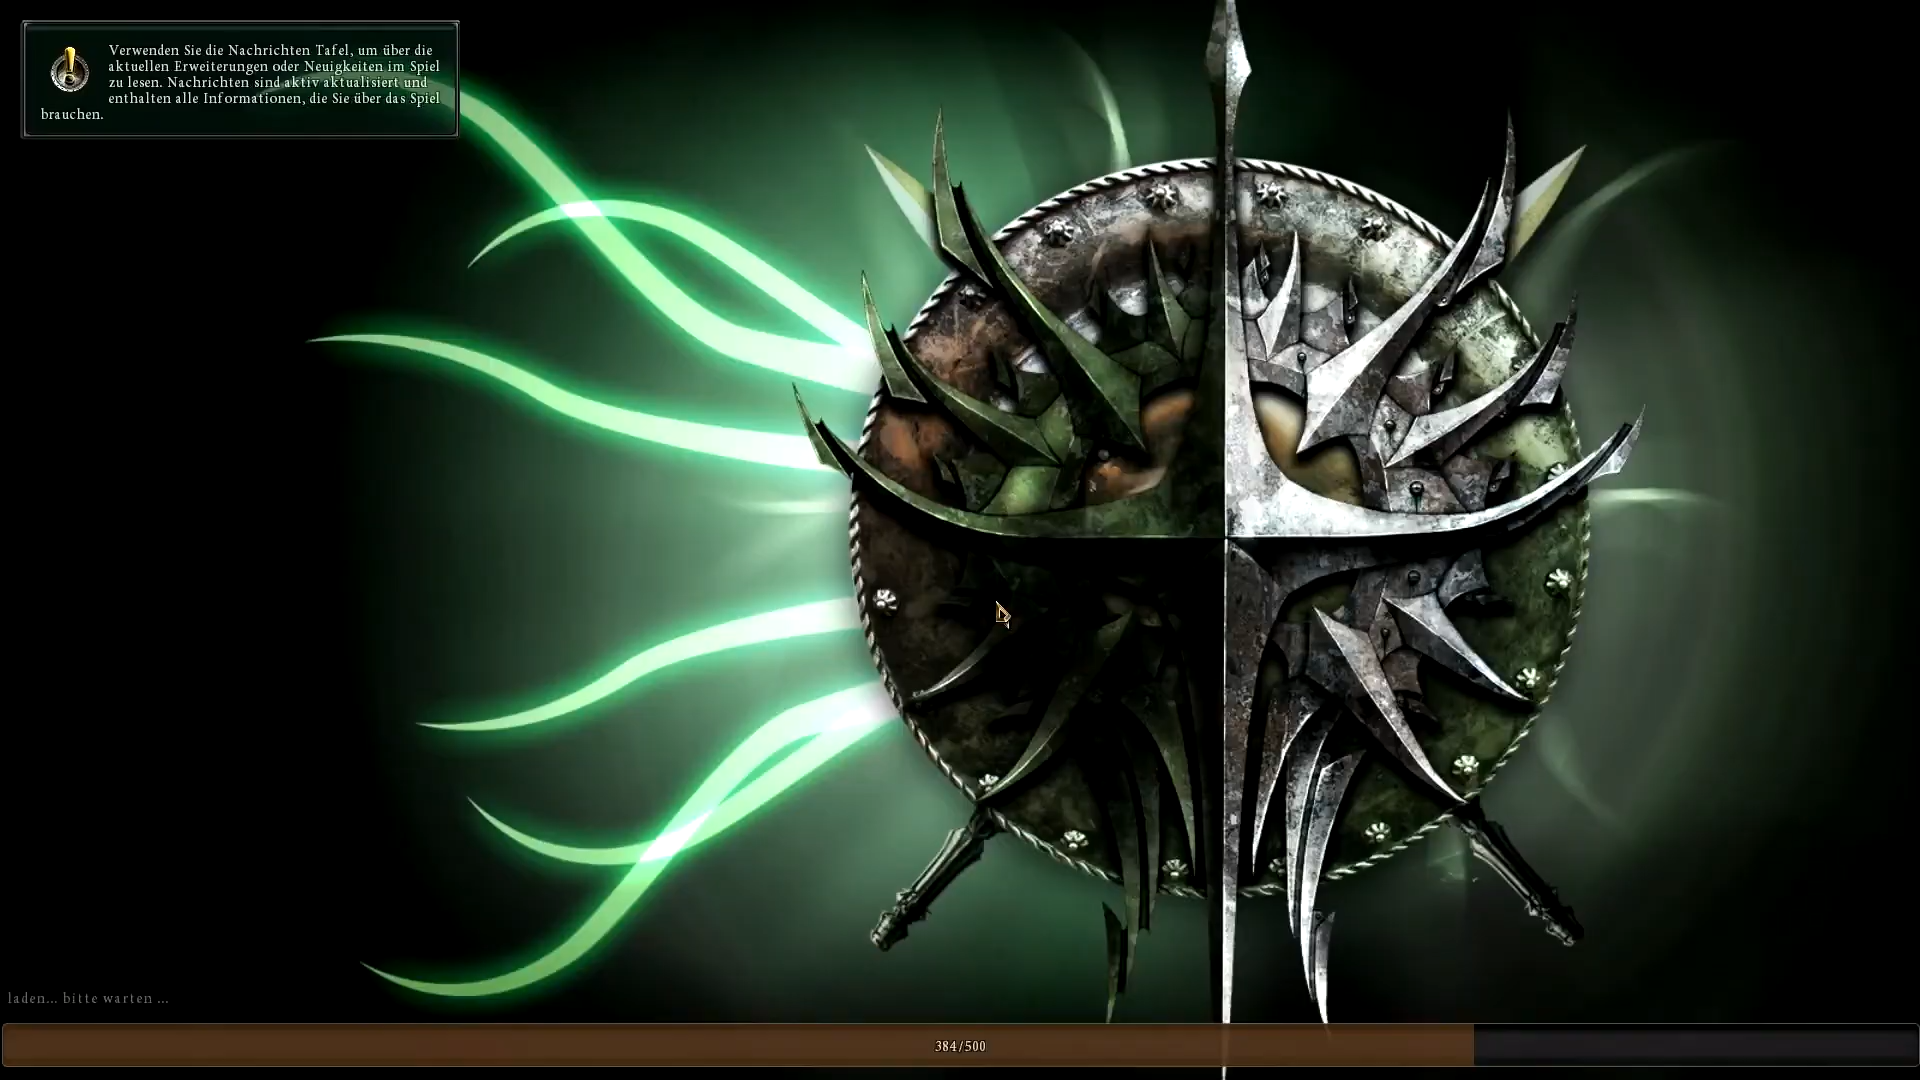 Verwenden Sie die Nachrichten Tafel, um über die
aktuellen Erweiterungen oder Neuigkeiten im Spiel
zu lesen. Nachrichten sind aktiv aktualisiert und
enthalten alle Informationen, die Sie über das Spiel
brauchen.
laden... bitte warten ...
384/500